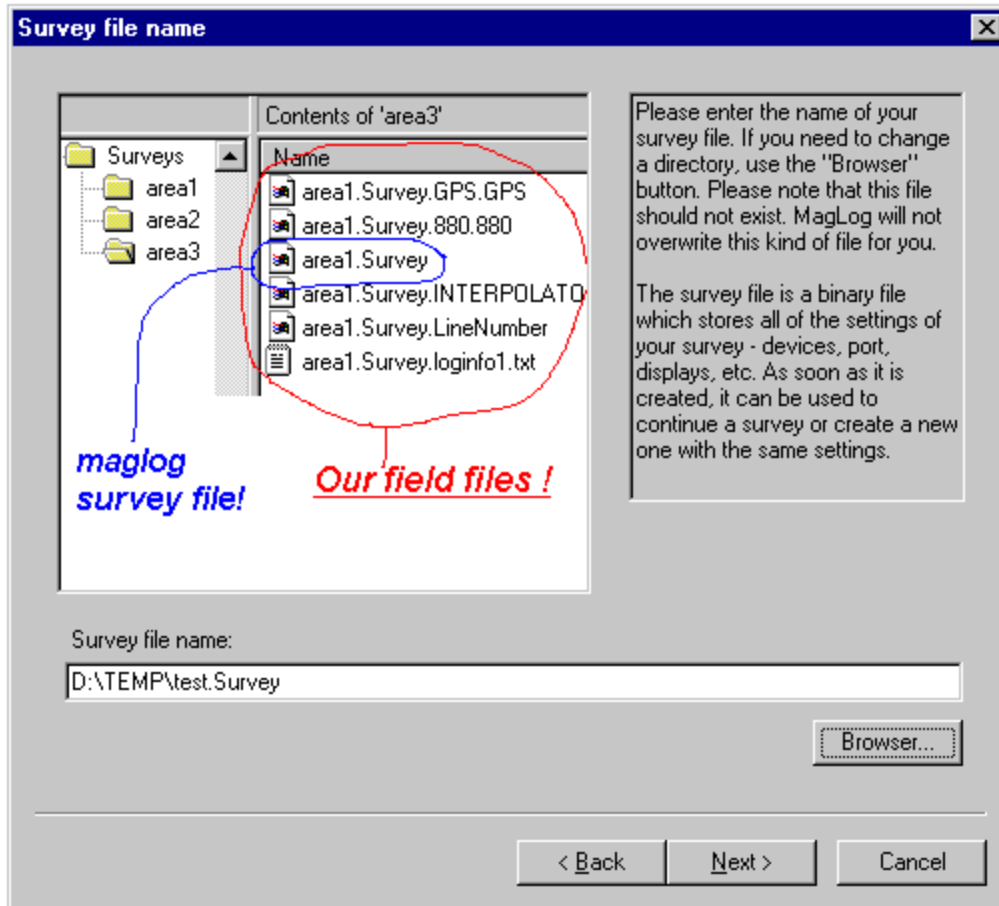 Survey file name
Contents of 'area3'
Surveys
area1
area2
area3
Name
area1.Survey.GPS.GPS
area1.Survey.880.880
area1.Survey
area1.Survey.INTERPOLATO
area1.Survey.LineNumber
area1.Survey.loginfo1.txt
maglog
survey file!
Our field files !
Please enter the name of your
survey file. If you need to change
a directory, use the "Browser"
button. Please note that this file
should not exist. MagLog will not
overwrite this kind of file for you.
The survey file is a binary file
which stores all of the settings of
your survey - devices, port,
displays, etc. As soon as it is
created, it can be used to
continue a survey or create a new
one with the same settings.
Survey file name:
D:\TEMP\test.Survey
Browser...
< Back
Next >
Cancel